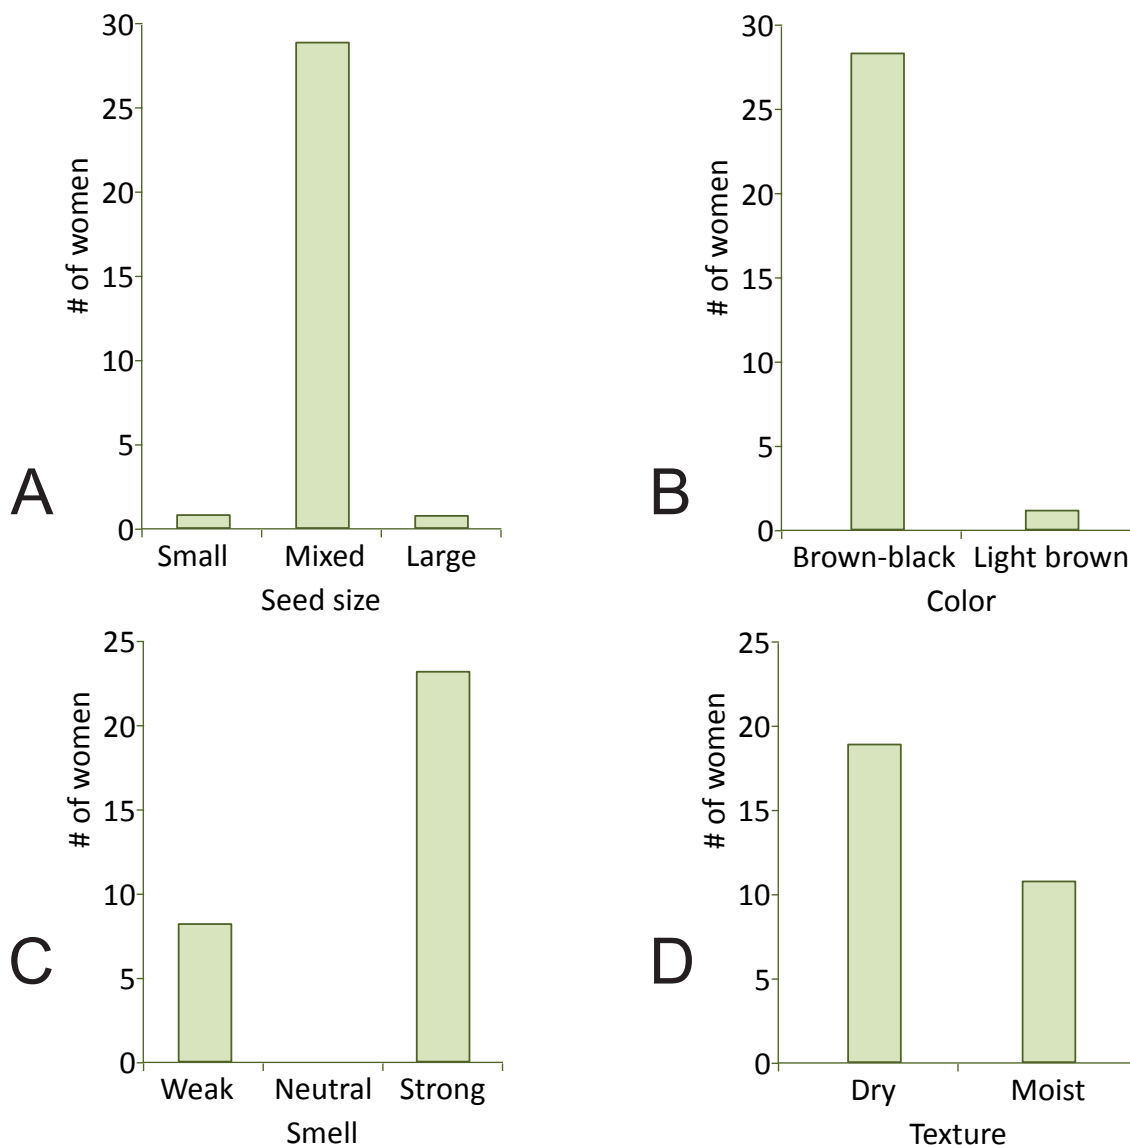 A
# of women
30
25
20
15
10
5
0
Small Mixed Large
Seed size
B
# of women
30
25
20
15
10
5
0
Brown-black Light brown
Color
C
# of women
25
20
15
10
5
0
Weak Neutral Strong
Smell
D
# of women
25
20
15
10
5
0
Dry Moist
Texture